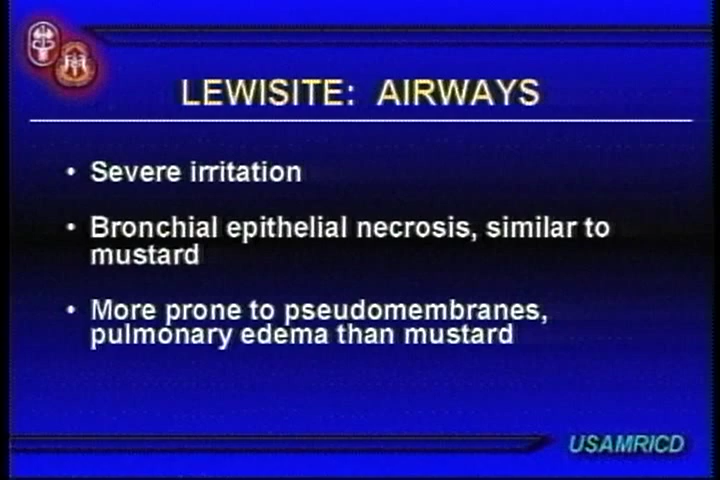 LEWISITE: AIRWAYS
• Severe irritation
• Bronchial epithelial necrosis, similar to
mustard
• More prone to pseudomembranes,
pulmonary edema than mustard
USAMRICD